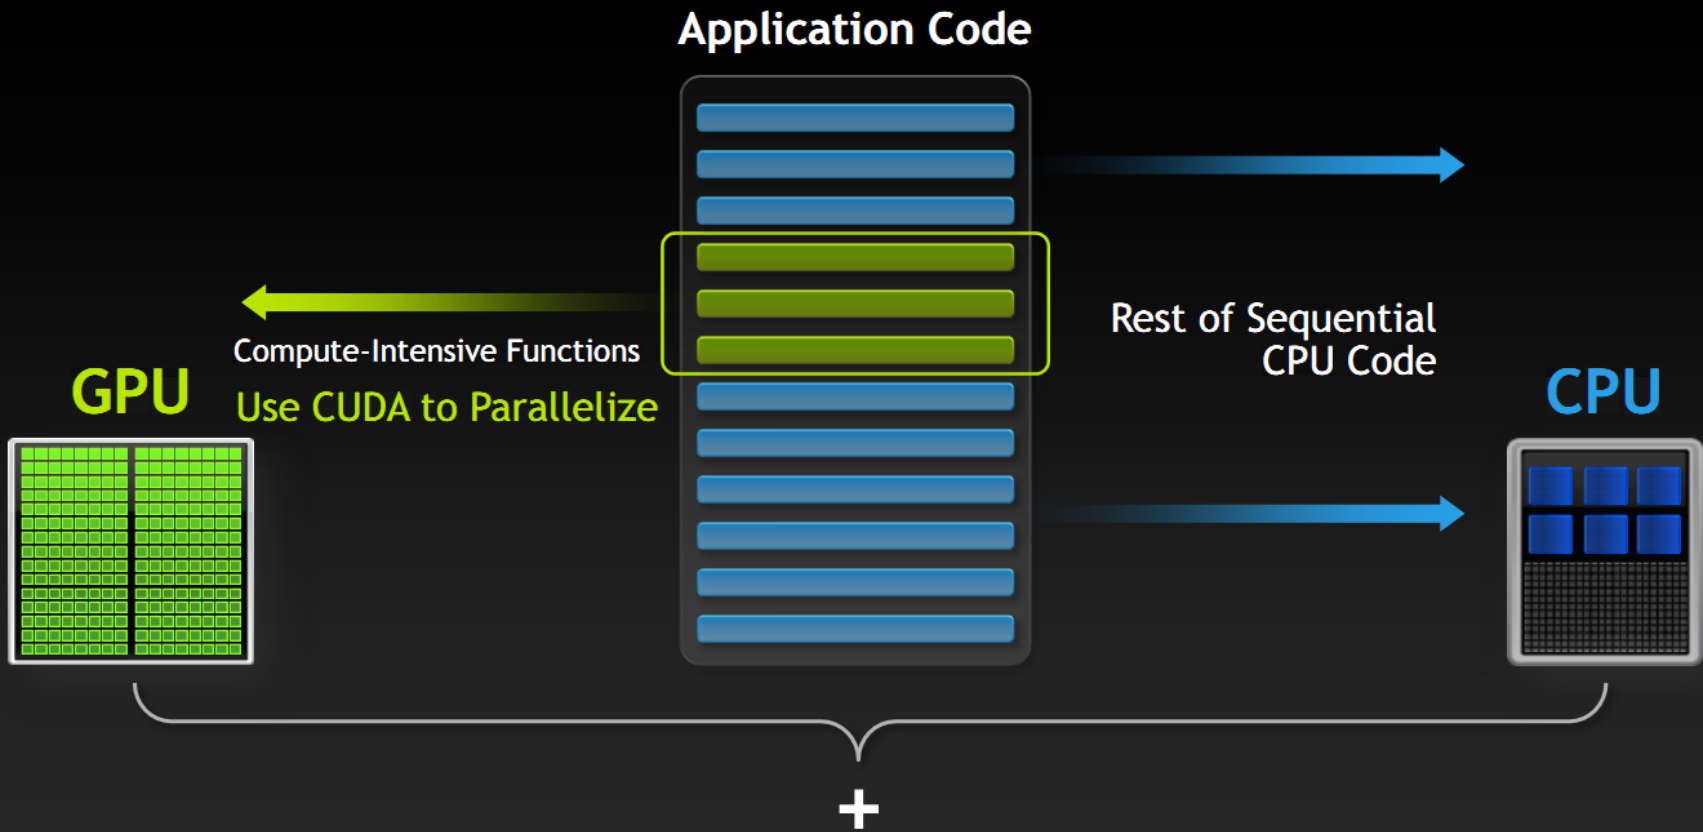 Application Code
Compute-Intensive Functions
Use CUDA to Parallelize
GPU
Rest of Sequential
CPU Code
CPU
+